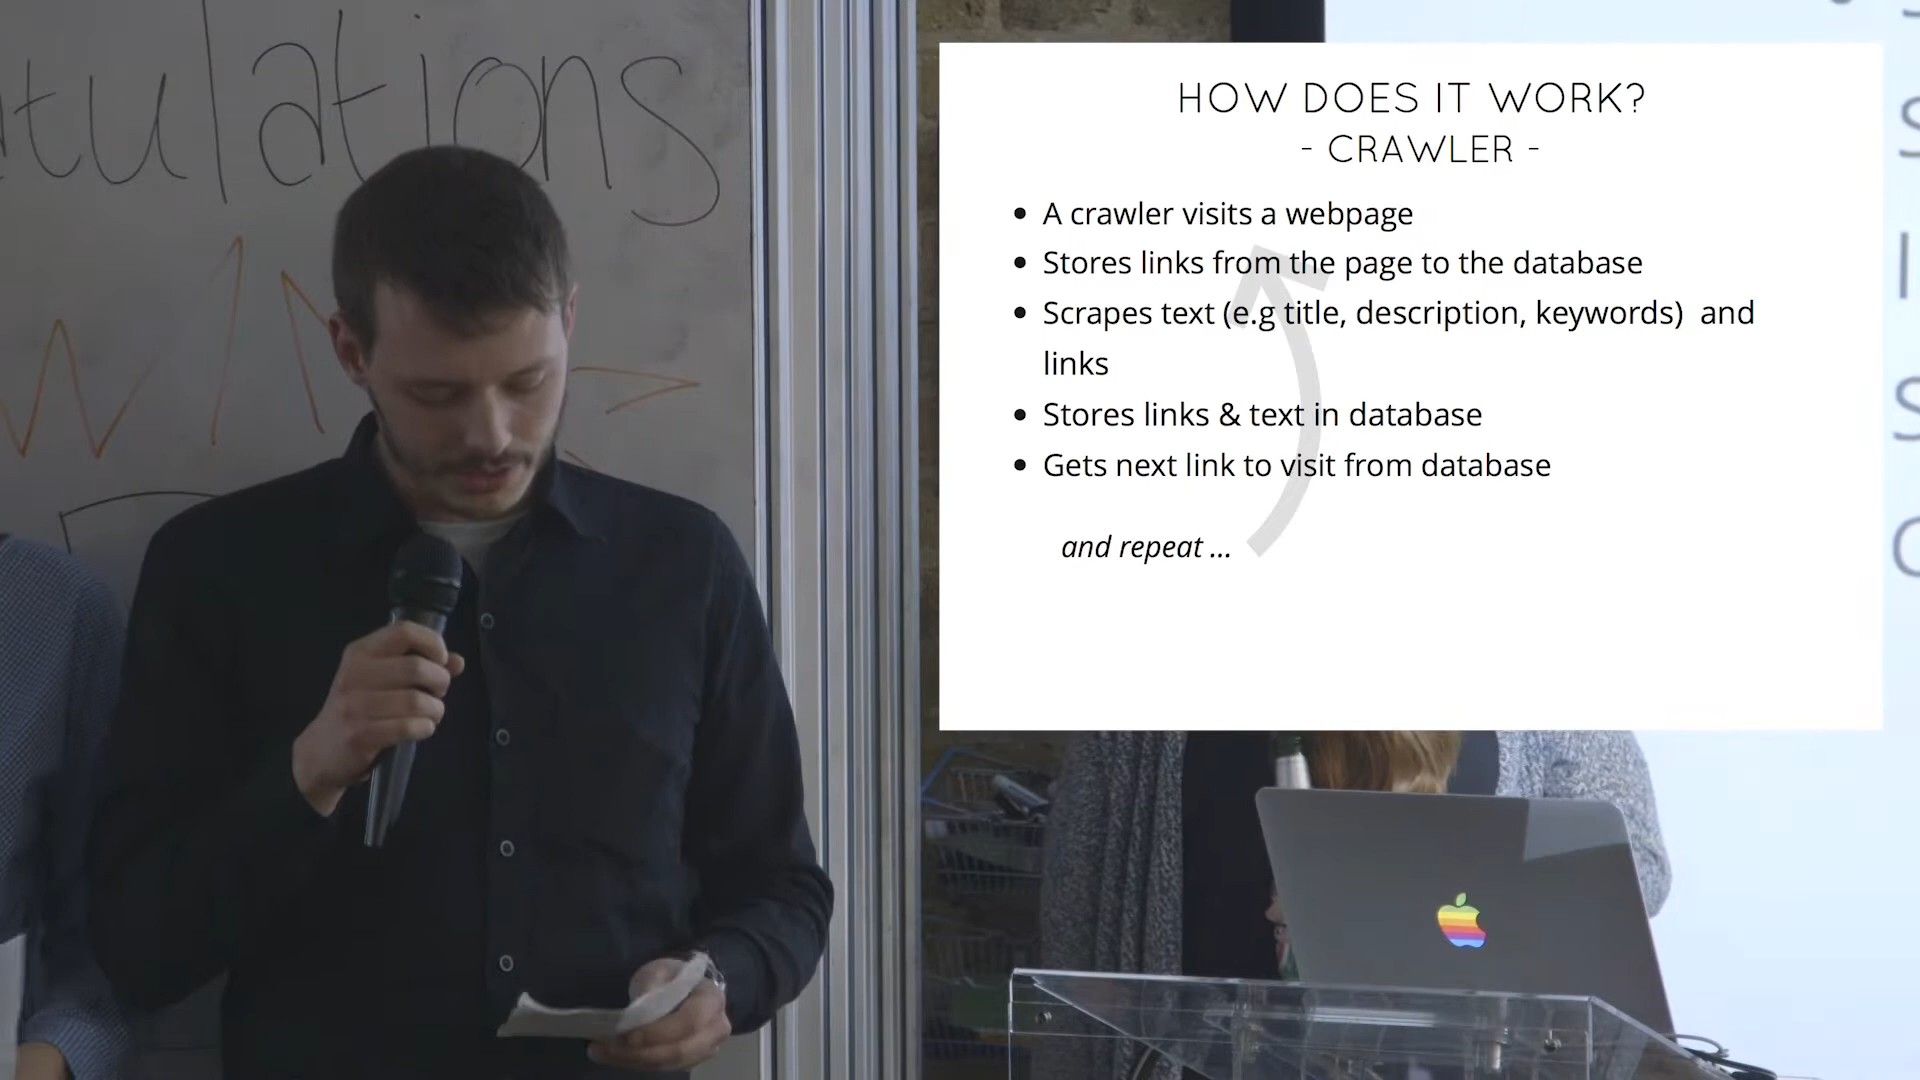 HOW DOES IT WORK?
- CRAWLER -
• A crawler visits a webpage
• Stores links from the page to the database
• Scrapes text (e.g title, description, keywords)  and
links
• Stores links & text in database
• Gets next link to visit from database
and repeat ...
tulations